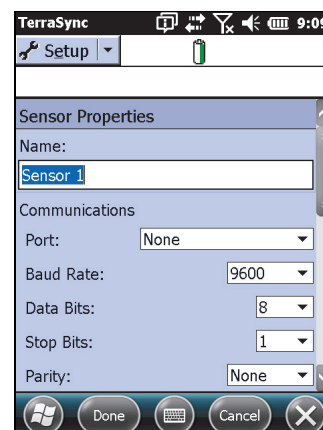 TerraSync 9:09
Setup
Sensor Properties
Name:
Sensor 1
Communications
Port: None
Baud Rate: 9600
Data Bits: 8
Stop Bits: 1
Parity: None
Done Cancel